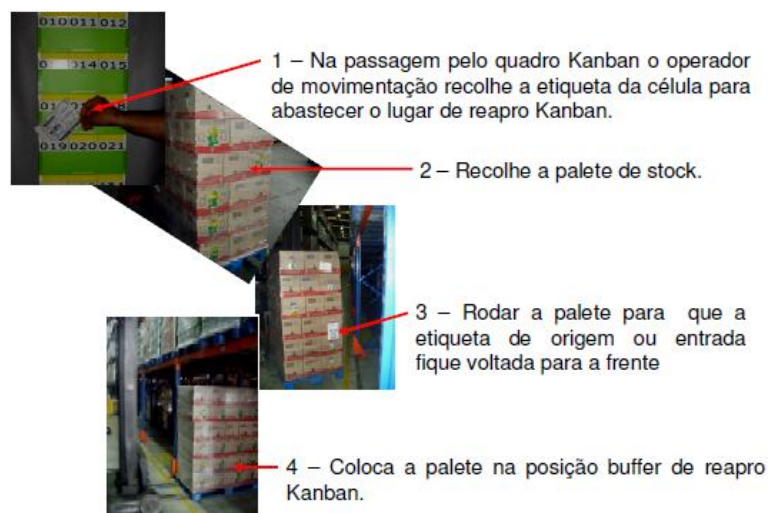 010011012
014015
019020021
1 – Na passagem pelo quadro Kanban o operador
de movimentação recolhe a etiqueta da célula para
abastecer o lugar de reapro Kanban.
2 – Recolhe a palete de stock.
3 – Rodar a palete para que a
etiqueta de origem ou entrada
fique voltada para a frente
4 – Coloca a palete na posição buffer de reapro
Kanban.